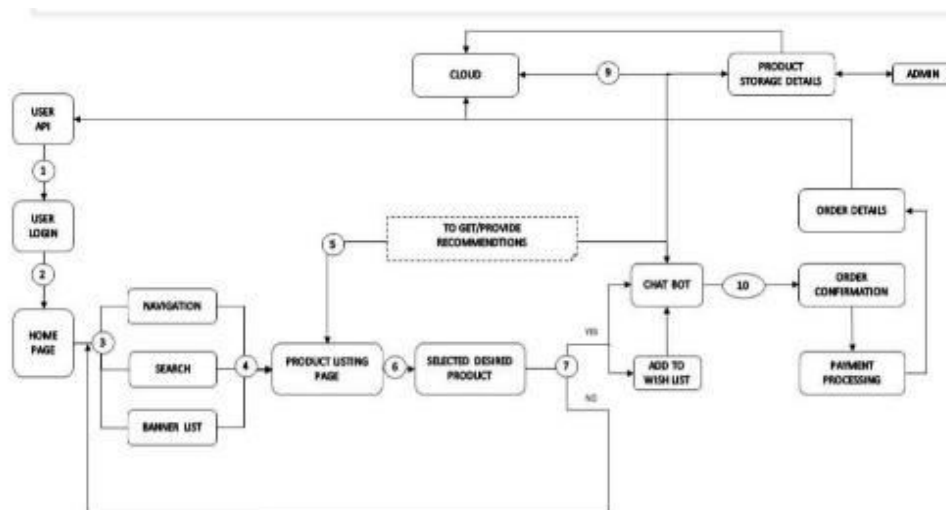 CLOUD
9
PRODUCT
STORAGE DETAILS
ADMIN
USER
API
1
USER
LOGIN
2
HOME
PAGE
3
NAVIGATION
SEARCH
BANNER LIST
4
TO GET/PROVIDE
RECOMMENDTIONS
5
PRODUCT LISTING
PAGE
6
SELECTED DESIRED
PRODUCT
7
YES
NO
CHAT BOT
ADD TO
WISH LIST
10
ORDER DETAILS
ORDER
CONFIRMATION
PAYMENT
PROCESSING